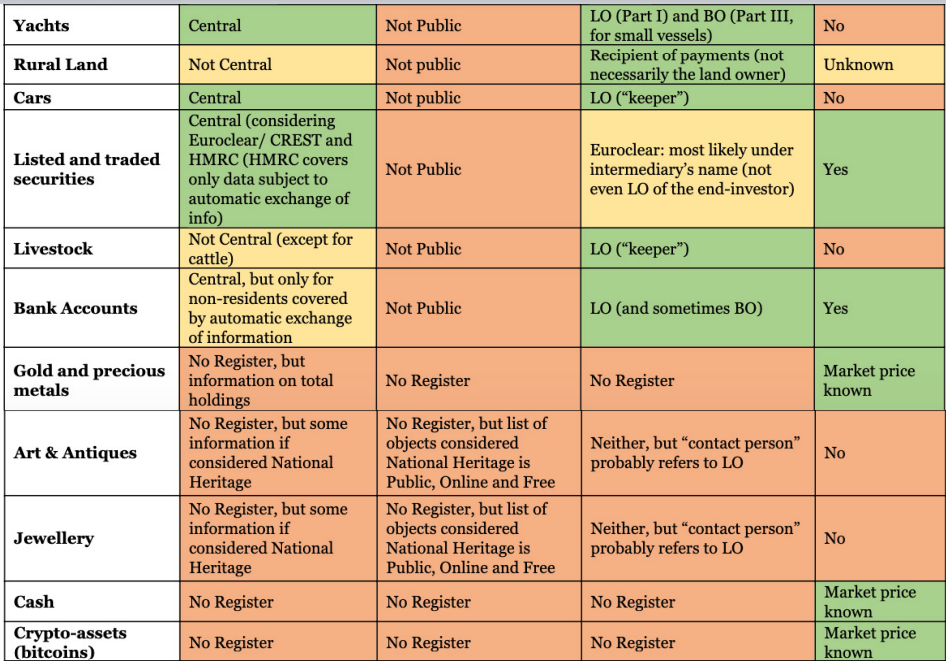 Yachts
Central
Not Public
LO (Part I) and BO (Part III,
for small vessels)
No
Rural Land
Not Central
Not public
Recipient of payments (not
necessarily the land owner)
Unknown
Cars
Central
Not public
LO (“keeper”)
No
Listed and traded
securities
Central (considering
Euroclear/ CREST and
HMRC (HMRC covers
only data subject to
automatic exchange of
info)
Not Public
Euroclear: most likely under
intermediary’s name (not
even LO of the end-investor)
Yes
Livestock
Not Central (except for
cattle)
Not Public
LO (“keeper”)
No
Bank Accounts
Central, but only for
non-residents covered
by automatic exchange
of information
Not Public
LO (and sometimes BO)
Yes
Gold and precious
metals
No Register, but
information on total
holdings
No Register
No Register
Market price
known
Art & Antiques
No Register, but some
information if
considered National
Heritage
No Register, but list of
objects considered
National Heritage is
Public, Online and Free
Neither, but “contact person”
probably refers to LO
No
Jewellery
No Register, but some
information if
considered National
Heritage
No Register, but list of
objects considered
National Heritage is
Public, Online and Free
Neither, but “contact person”
probably refers to LO
No
Cash
No Register
No Register
No Register
Market price
known
Crypto-assets
(bitcoins)
No Register
No Register
No Register
Market price
known